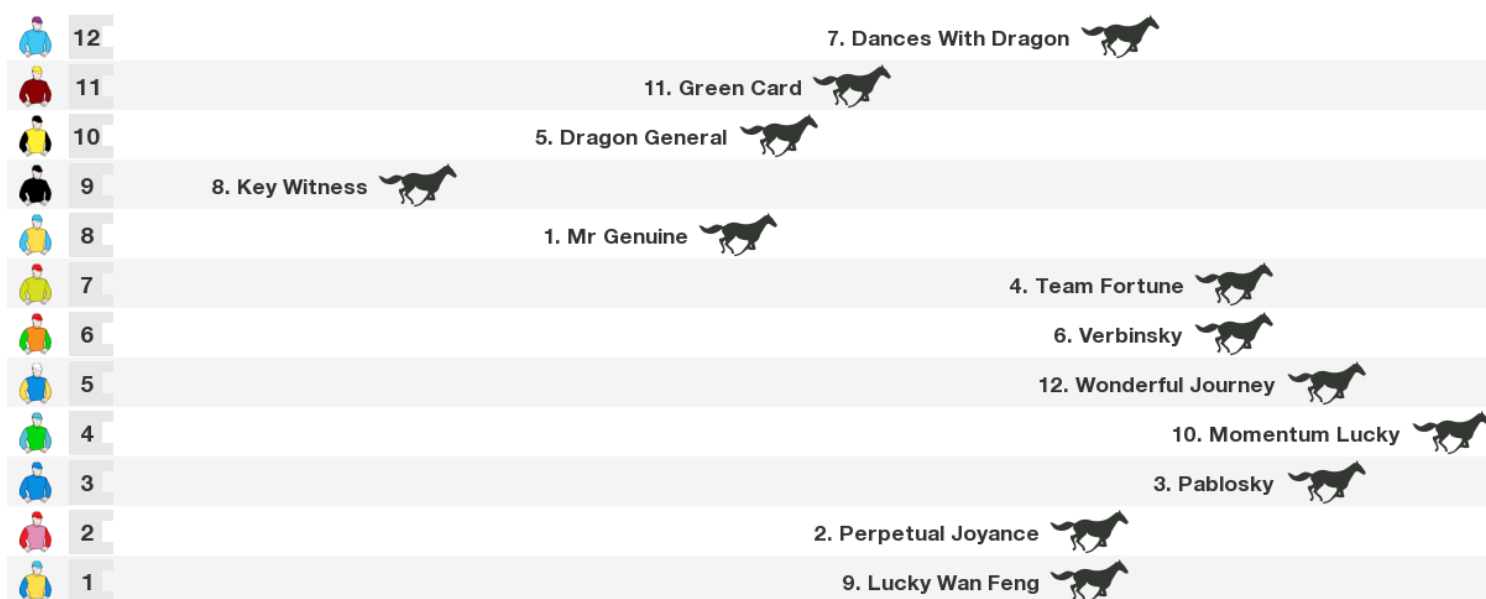 12 7. Dances With Dragon
11 11. Green Card
10 5. Dragon General
9 8. Key Witness
8 1. Mr Genuine
7 4. Team Fortune
6 6. Verbinsky
5 12. Wonderful Journey
4 10. Momentum Lucky
3 3. Pablosky
2 2. Perpetual Joyance
1 9. Lucky Wan Feng